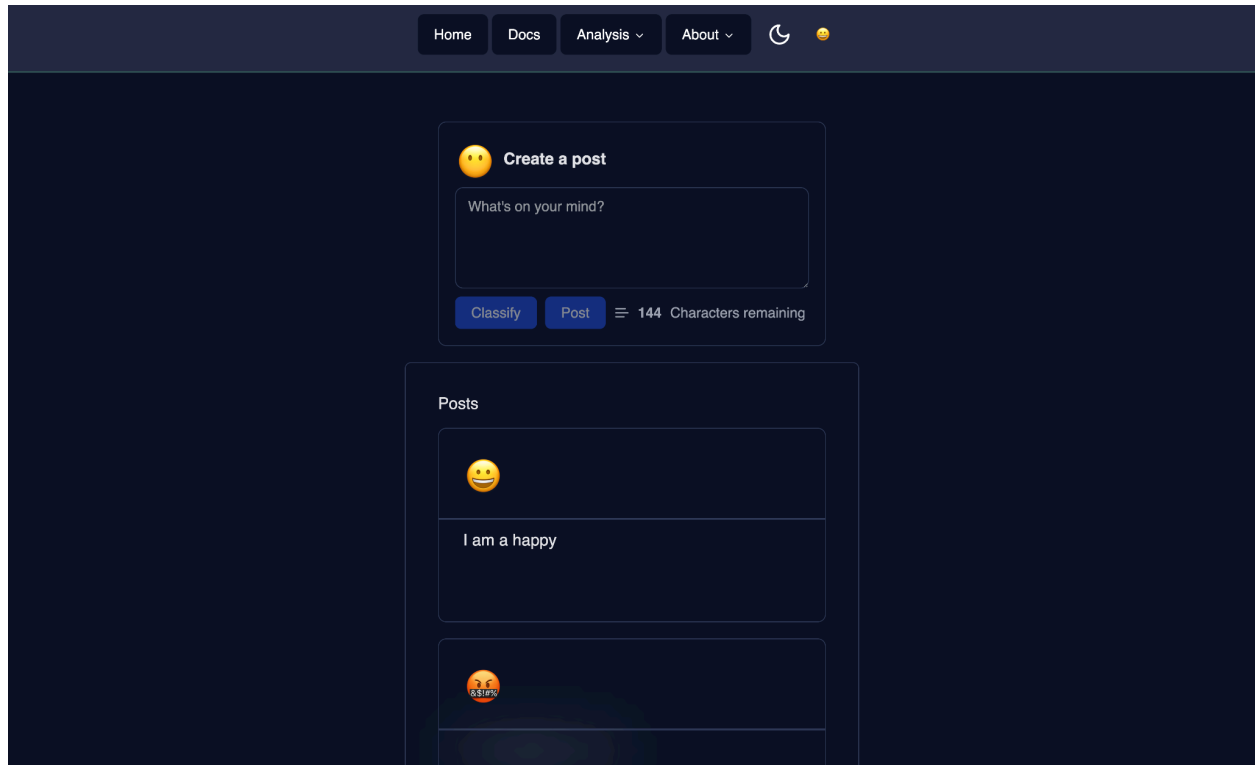 Home Docs Analysis About
Create a post
What's on your mind?
Classify Post 144 Characters remaining
Posts
I am a happy
&$!#%